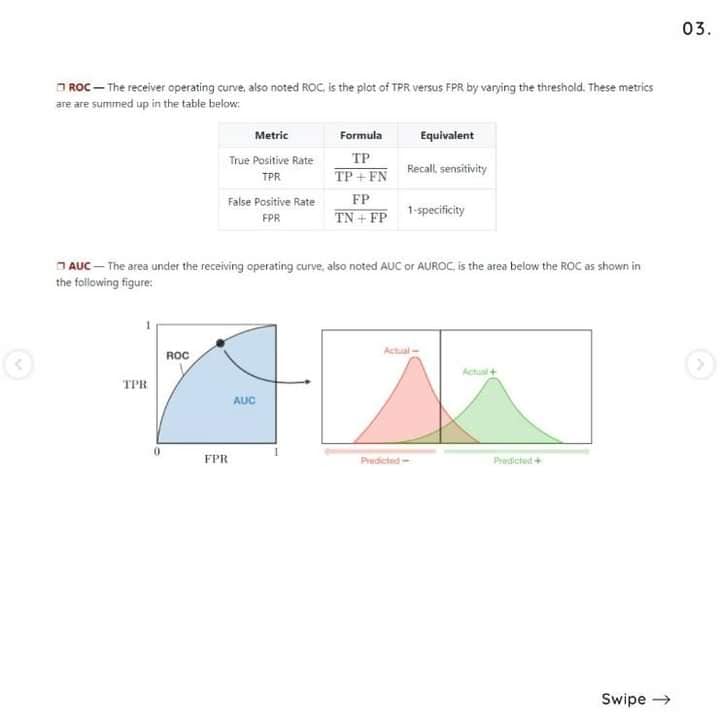 03.
ROC — The receiver operating curve, also noted ROC, is the plot of TPR versus FPR by varying the threshold. These metrics
are are summed up in the table below:
Metric Formula Equivalent
True Positive Rate
TPR
TP
TP + FN
Recall, sensitivity
False Positive Rate
FPR
FP
TN + FP
1-specificity
AUC — The area under the receiving operating curve, also noted AUC or AUROC, is the area below the ROC as shown in
the following figure:
1
ROC
TPR
AUC
0
FPR
1
Actual −
Actual +
Predicted −
Predicted +
Swipe →